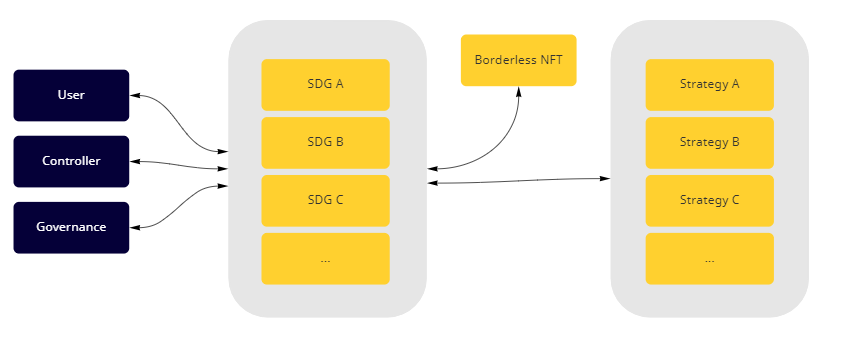 User
Controller
Governance
SDG A
SDG B
SDG C
...
Borderless NFT
Strategy A
Strategy B
Strategy C
...